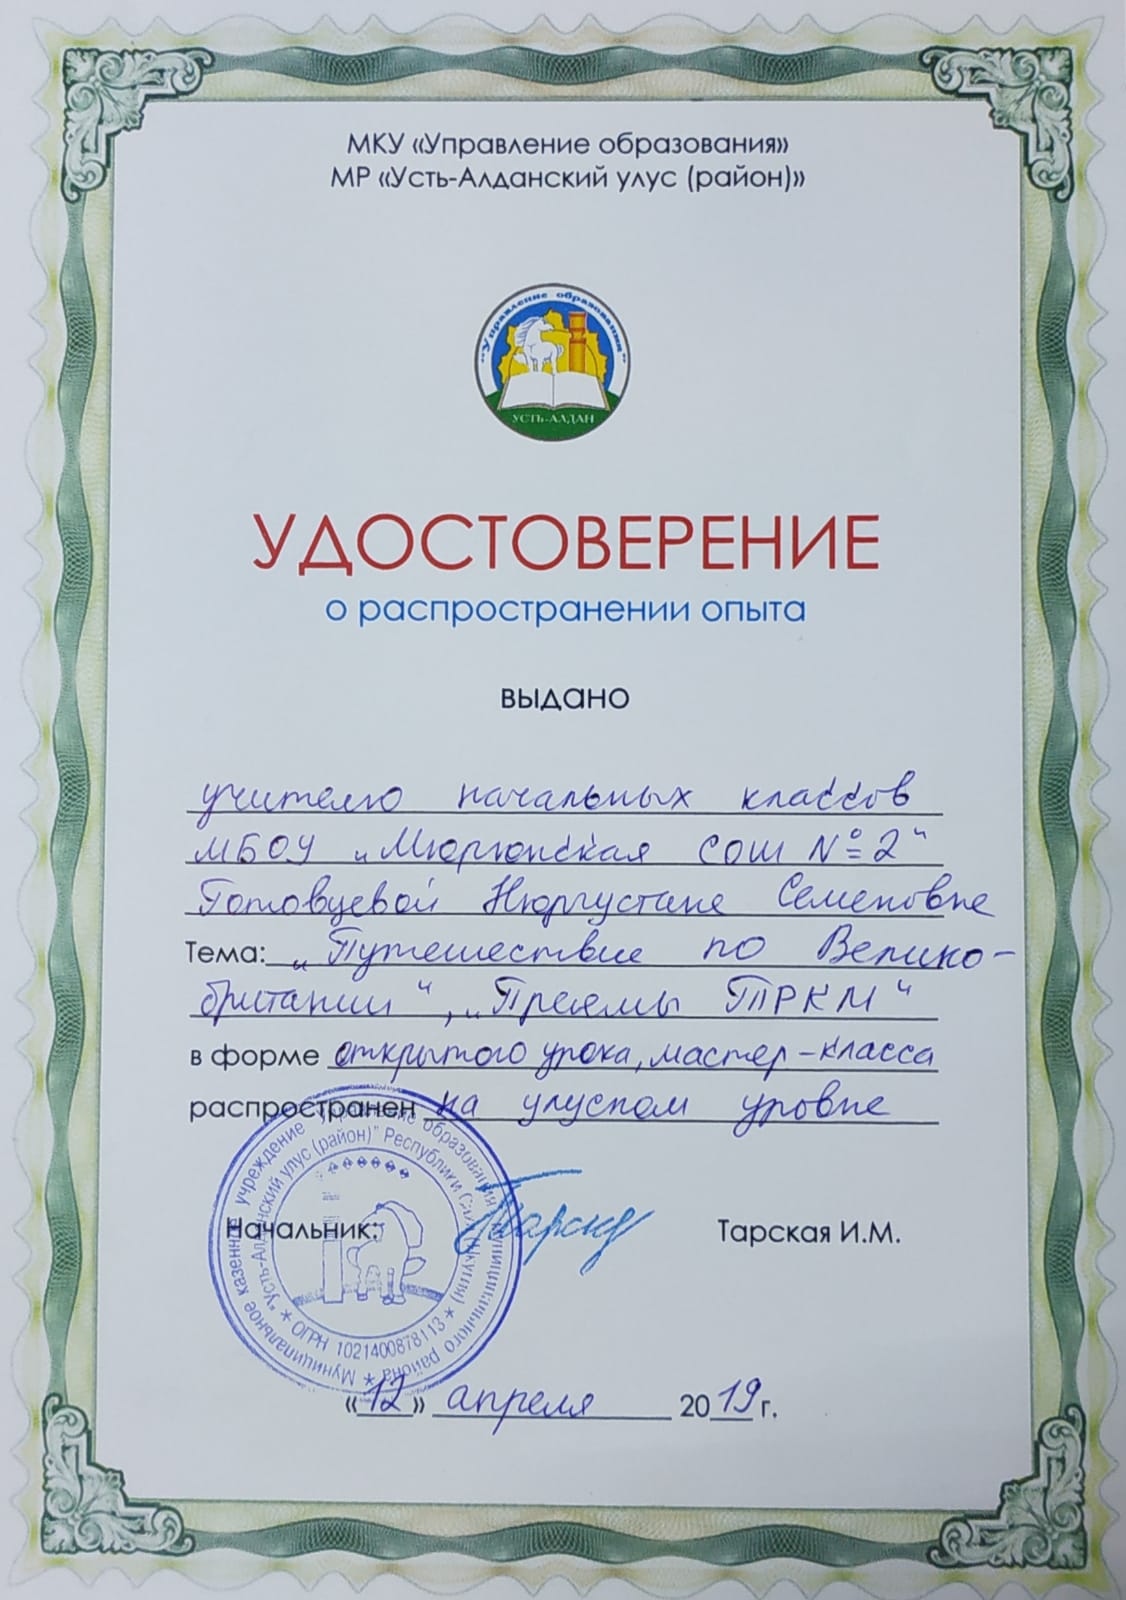 МКУ «Управление образования»
МР «Усть-Алданский улус (район)»
"Управление образования"
УСТЬ-АЛДАН
УДОСТОВЕРЕНИЕ
о распространении опыта
выдано
учителю начальных классов
МБОУ „Мюрюнская СОШ №2“
Готовцевой Нюргустане Семеновне
Тема: „Путешествие по Велико-
британии“, „Приемы ТРКМ“
в форме открытого урока, мастер-класса
распространен на улусном уровне
Начальник: Тарская И.М.
Муниципальное казенное учреждение "Управление образования муниципального района
"Усть-Алданский улус (район)" Республики Саха (Якутия) * ОГРН 1021400878113 *
«12» апреля 2019 г.